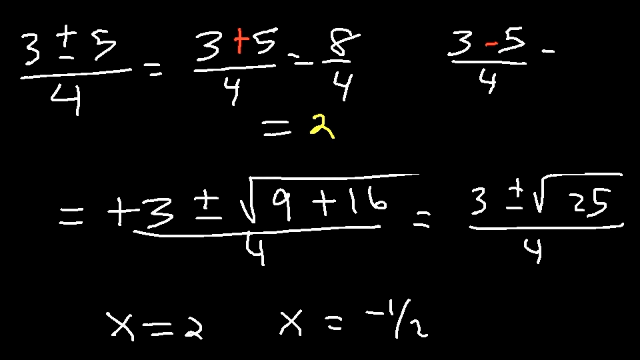 3 ± 5 / 4 = 3 + 5 / 4 = 8 / 4    3 - 5 / 4 -
= 2
= +3 ± √9 + 16 / 4 = 3 ± √25 / 4
x = 2    x = -1/2